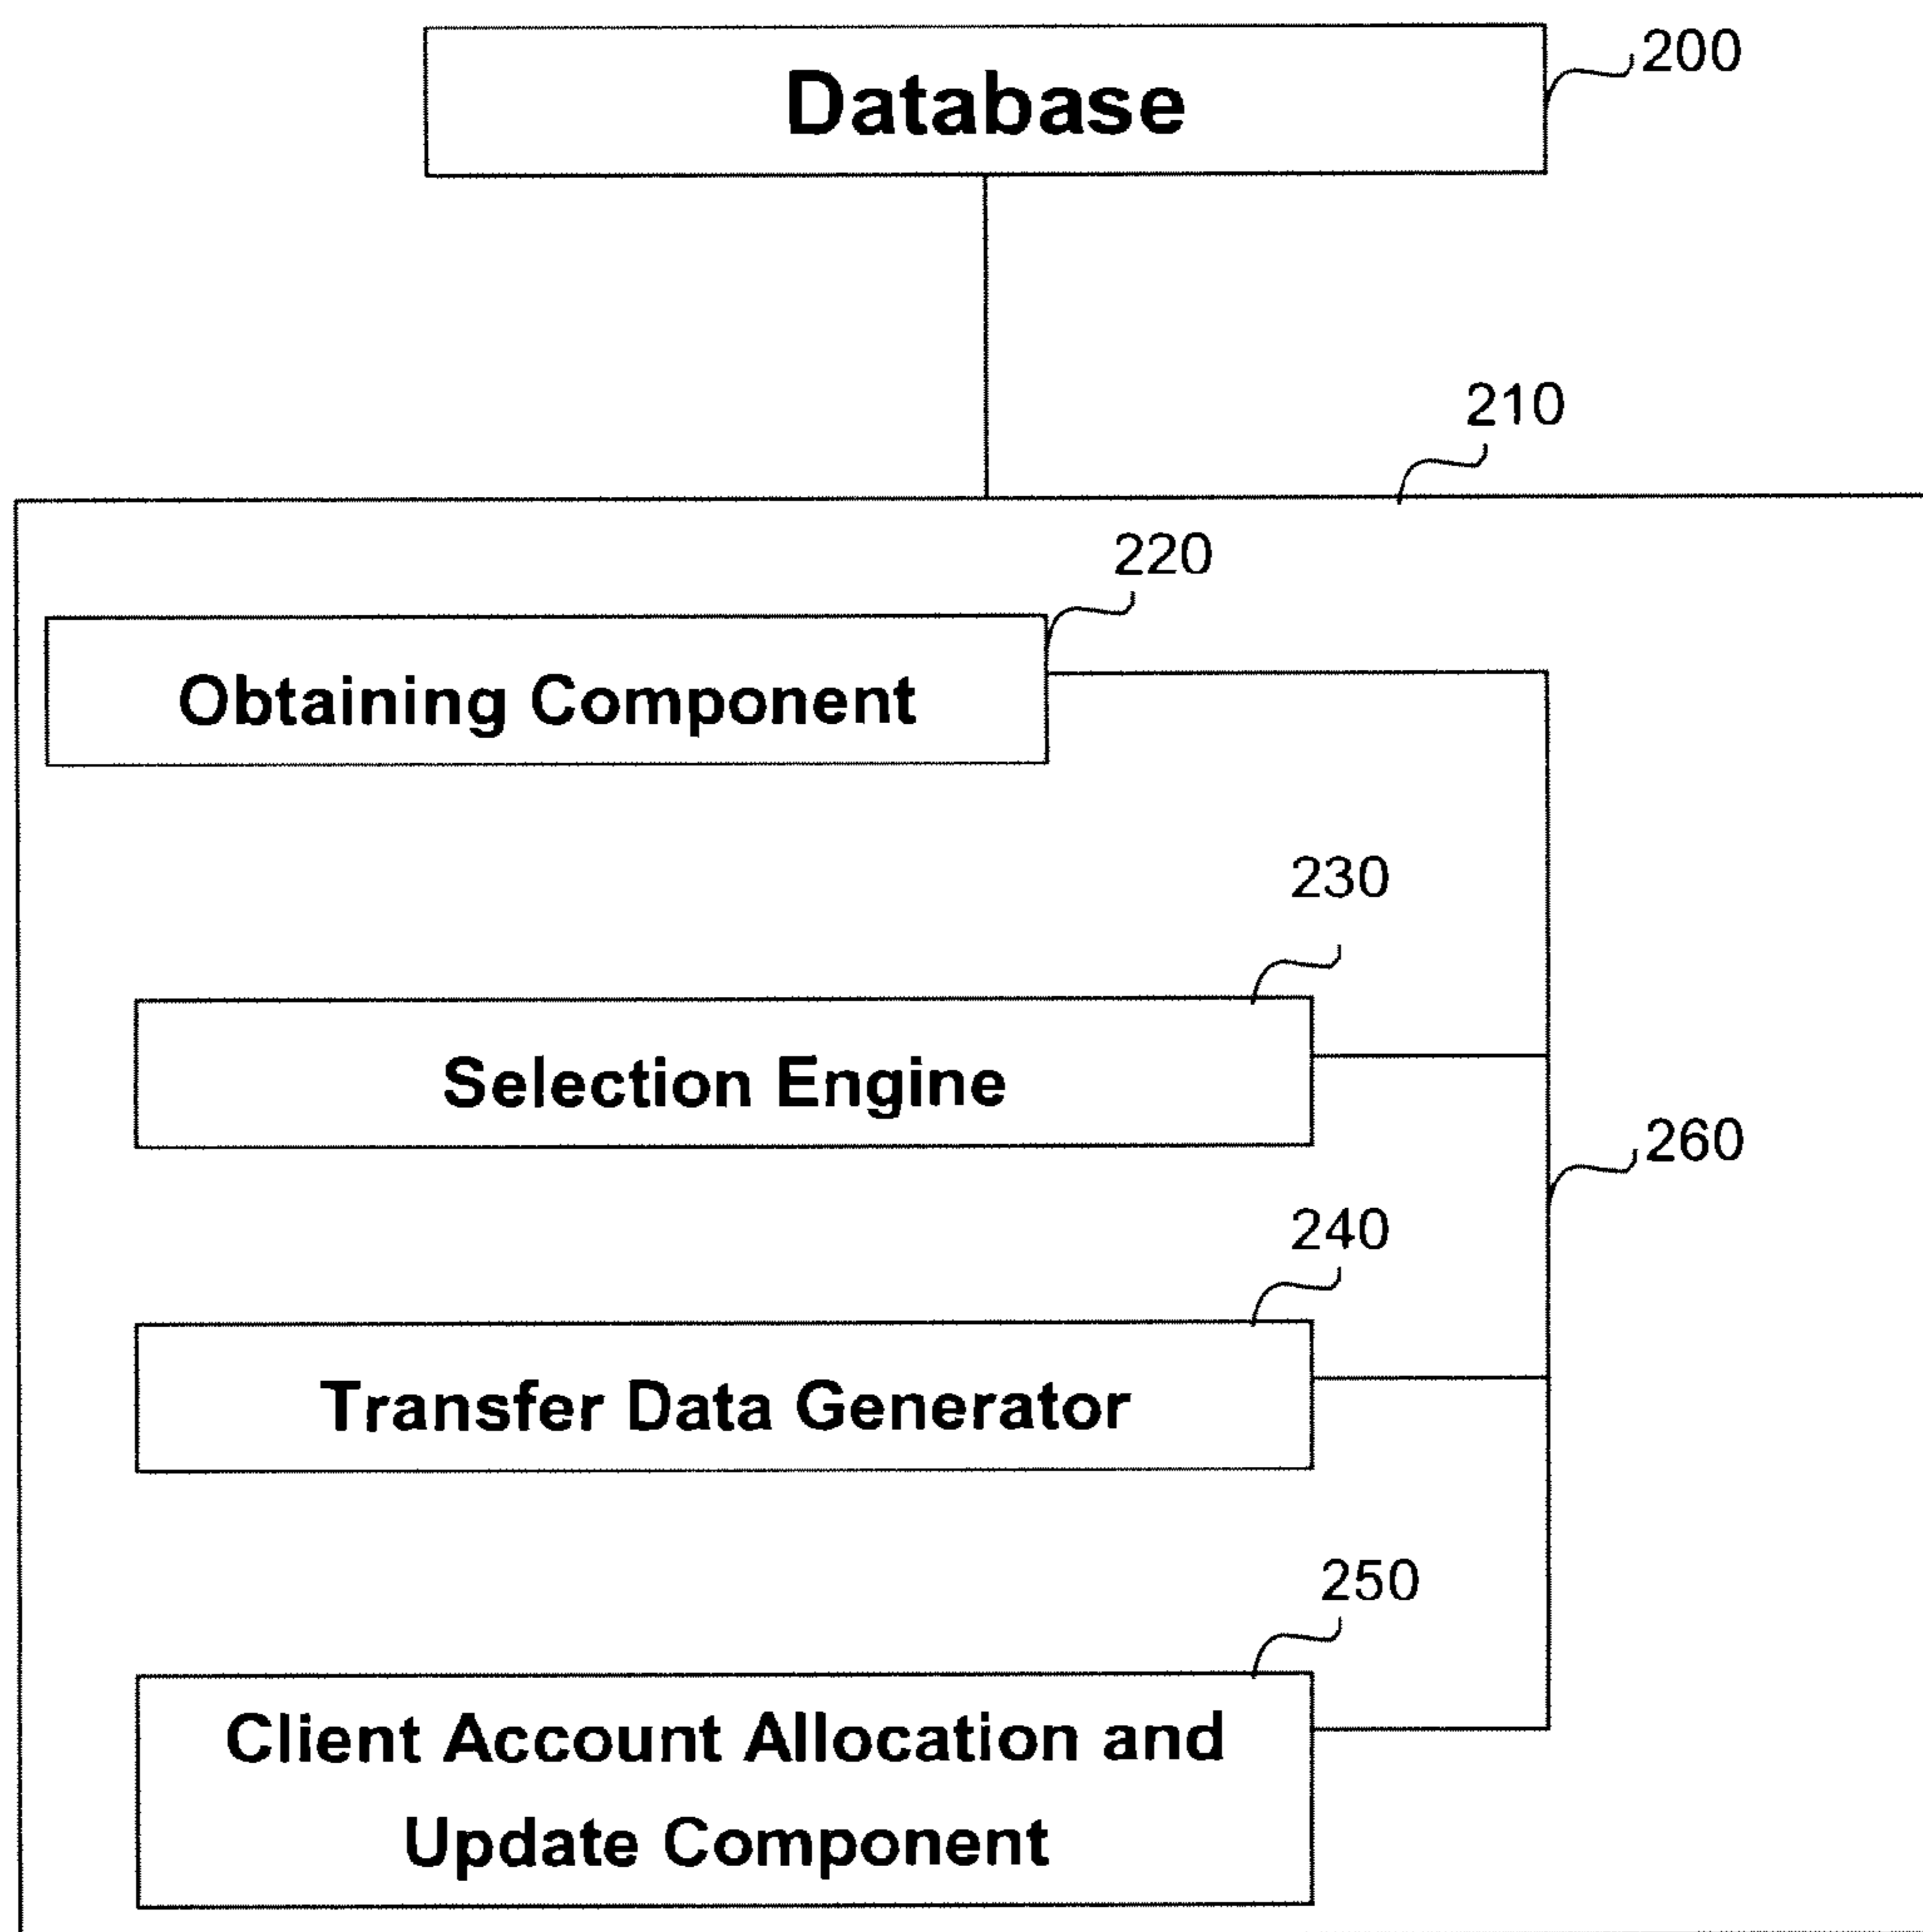 Database
200
210
220
Obtaining Component
230
Selection Engine
260
240
Transfer Data Generator
250
Client Account Allocation and
Update Component